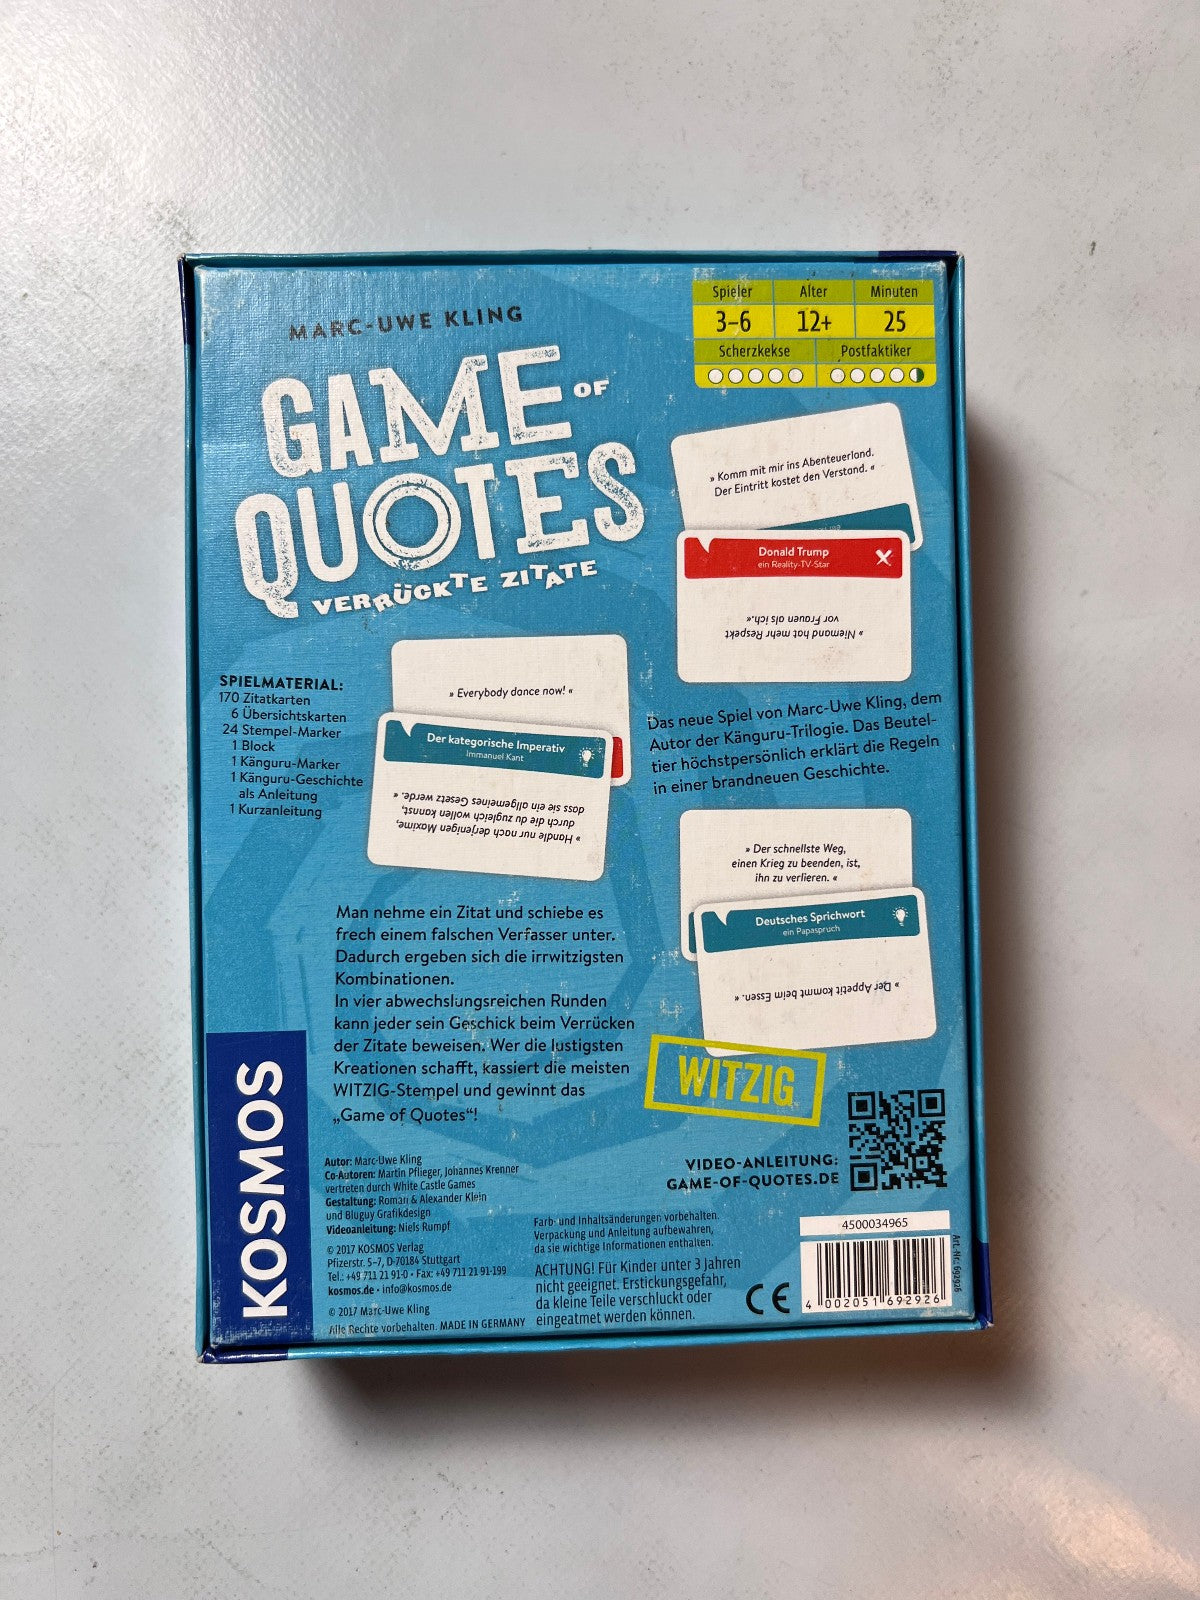 MARC-UWE KLING
GAME OF
QUOTES
VERRÜCKTE ZITATE
Spieler Alter Minuten
3–6 12+ 25
Scherzkekse Postfaktiker
» Komm mit mir ins Abenteuerland.
Der Eintritt kostet den Verstand. «
Donald Trump
ein Reality-TV-Star
» Niemand hat mehr Respekt
vor Frauen als ich.«
SPIELMATERIAL:
170 Zitatkarten
6 Übersichtskarten
24 Stempel-Marker
1 Block
1 Känguru-Marker
1 Känguru-Geschichte
als Anleitung
1 Kurzanleitung
» Everybody dance now! «
Der kategorische Imperativ
Immanuel Kant
» Handle nur nach derjenigen Maxime,
durch die du zugleich wollen kannst,
dass sie ein allgemeines Gesetz werde. «
Das neue Spiel von Marc-Uwe Kling, dem
Autor der Känguru-Trilogie. Das Beutel-
tier höchstpersönlich erklärt die Regeln
in einer brandneuen Geschichte.
» Der schnellste Weg,
einen Krieg zu beenden, ist,
ihn zu verlieren. «
Deutsches Sprichwort
ein Papaspruch
» Der Appetit kommt beim Essen. «
Man nehme ein Zitat und schiebe es
frech einem falschen Verfasser unter.
Dadurch ergeben sich die irrwitzigsten
Kombinationen.
In vier abwechslungsreichen Runden
kann jeder sein Geschick beim Verrücken
der Zitate beweisen. Wer die lustigsten
Kreationen schafft, kassiert die meisten
WITZIG-Stempel und gewinnt das
„Game of Quotes“!
WITZIG
VIDEO-ANLEITUNG:
GAME-OF-QUOTES.DE
KOSMOS
Autor: Marc-Uwe Kling
Co-Autoren: Martin Pflieger, Johannes Krenner
vertreten durch White Castle Games
Gestaltung: Roman & Alexander Klein
und Bluguy Grafikdesign
Videoanleitung: Niels Rumpf
© 2017 KOSMOS Verlag
Pfizerstr. 5–7, D-70184 Stuttgart
Tel.: +49 711 21 91-0 • Fax: +49 711 21 91-199
kosmos.de • info@kosmos.de
© 2017 Marc-Uwe Kling
Alle Rechte vorbehalten. MADE IN GERMANY
Farb- und Inhaltsänderungen vorbehalten.
Verpackung und Anleitung aufbewahren,
da sie wichtige Informationen enthalten.
ACHTUNG! Für Kinder unter 3 Jahren
nicht geeignet. Erstickungsgefahr,
da kleine Teile verschluckt oder
eingeatmet werden können.
CE
4500034965
4 002051 692926
Art.-Nr.: 692926